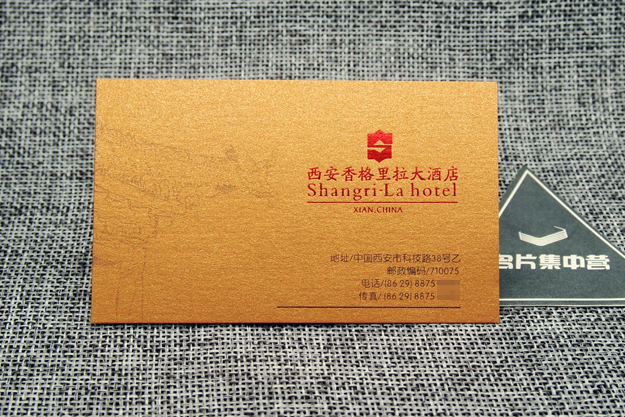 西安香格里拉大酒店
Shangri-La hotel
XIAN.CHINA
地址/中国西安市科技路38号乙
邮政编码/710075
电话/(86 29) 8875
传真/(86 29) 8875
名片集中营